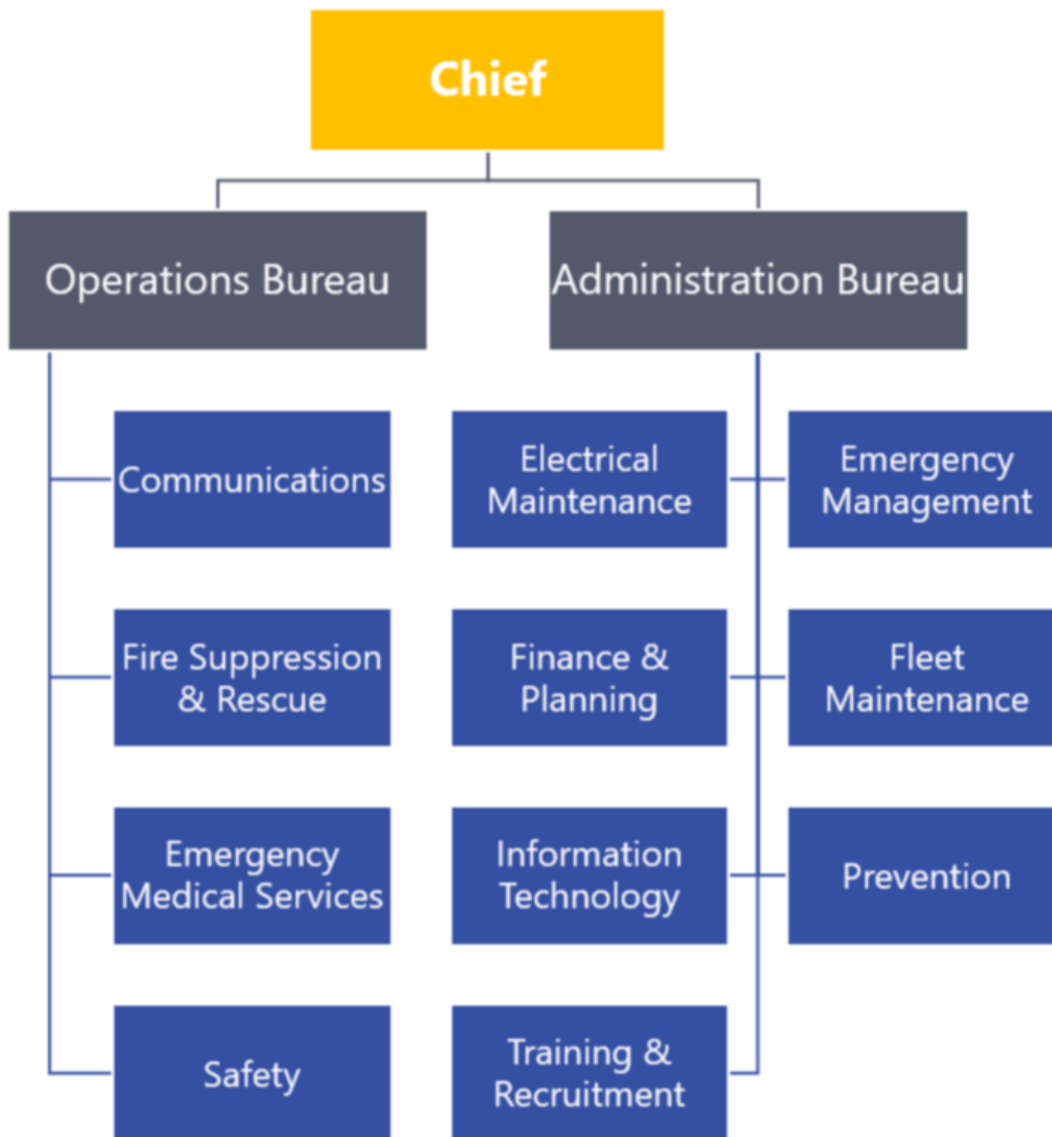 Chief
Operations Bureau
Administration Bureau
Communications
Electrical
Maintenance
Emergency
Management
Fire Suppression
& Rescue
Finance &
Planning
Fleet
Maintenance
Emergency
Medical Services
Information
Technology
Prevention
Safety
Training &
Recruitment